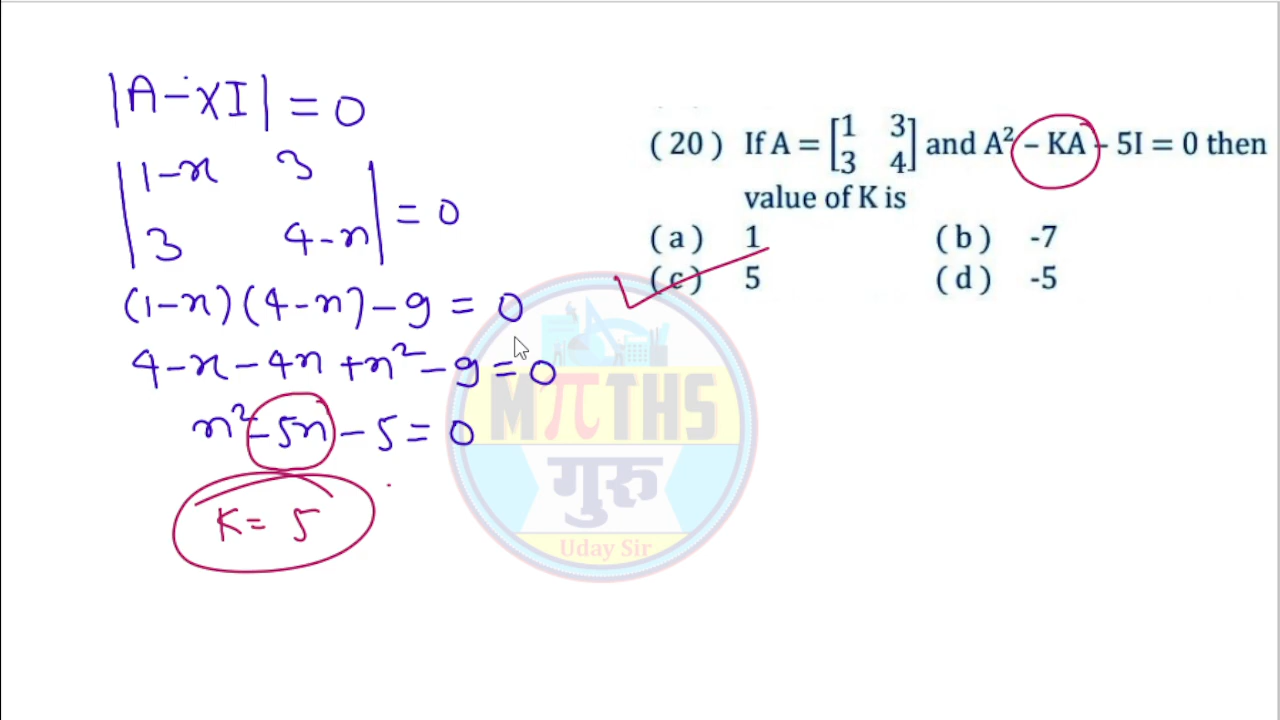 |A-xI| = 0
|1-x 3|
|3 4-x| = 0
(1-x)(4-x)-9 = 0
4-x-4x+x²-9=0
x²-5x-5=0
K= 5
(20) If A = [1 3 3 4] and A² – KA – 5I = 0 then
value of K is
(a) 1 (b) -7
(c) 5 (d) -5
MπTHS
गुरु
Uday Sir